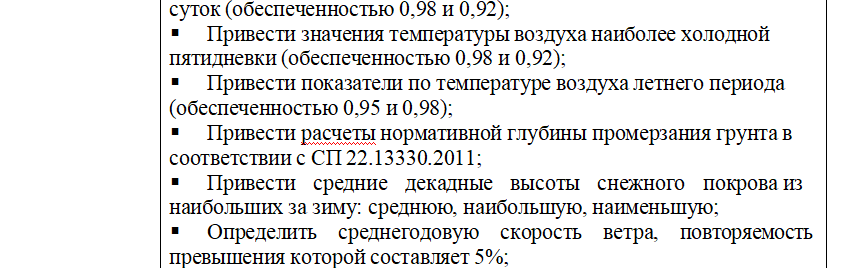 суток (обеспеченностью 0,98 и 0,92);
▪ Привести значения температуры воздуха наиболее холодной
пятидневки (обеспеченностью 0,98 и 0,92);
▪ Привести показатели по температуре воздуха летнего периода
(обеспеченностью 0,95 и 0,98);
▪ Привести расчеты нормативной глубины промерзания грунта в
соответствии с СП 22.13330.2011;
▪ Привести средние декадные высоты снежного покрова из
наибольших за зиму: среднюю, наибольшую, наименьшую;
▪ Определить среднегодовую скорость ветра, повторяемость
превышения которой составляет 5%;